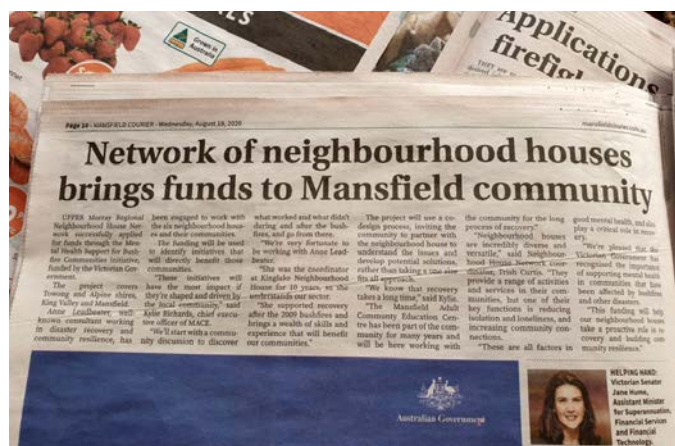 Grown in
Australia
Applications
Page 14 - MANSFIELD COURIER - Wednesday, August 19, 2020
mansfieldcourier.com.au
Network of neighbourhood houses
brings funds to Mansfield community
UPPER Murray Regional
Neighbourhood House Net-
work successfully applied
for funds through the Men-
tal Health Support for Bush-
fire Communities initiative,
funded by the Victorian Gov-
ernment.
The project covers
Towong and Alpine shires,
King Valley and Mansfield.
Anne Leadbeater, well-
known consultant working
in disaster recovery and
community resilience, has
been engaged to work with
the six neighbourhood hous-
es and their communities.
The funding will be used
to identify initiatives that
will directly benefit those
communities.
"These initiatives will
have the most impact if
they're shaped and driven by
the local community," said
Kylie Richards, chief execu-
tive officer of MACE.
"We'll start with a commu-
nity discussion to discover
what worked and what didn't
during and after the bush-
fires, and go from there.
"We're very fortunate to
be working with Anne Lead-
beater.
"She was the coordinator
at Kinglake Neighbourhood
House for 10 years, so she
understands our sector.
"She supported recovery
after the 2009 bushfires and
brings a wealth of skills and
experience that will benefit
our communities."
The project will use a co-
design process, inviting the
community to partner with
the neighbourhood house to
understand the issues and
develop potential solutions,
rather than taking a one size
fits all approach.
"We know that recovery
takes a long time," said Kylie.
"The Mansfield Adult
Community Education Cen-
tre has been part of the com-
munity for many years and
will be here working with
the community for the long
process of recovery."
"Neighbourhood houses
are incredibly diverse and
versatile," said Neighbour-
hood House Network Coor-
dinator, Trish Curtis. "They
provide a range of activities
and services in their com-
munities, but one of their
key functions is reducing
isolation and loneliness, and
increasing community con-
nections.
"These are all factors in
good mental health, and also
play a critical role in recov-
ery.
"We're pleased that the
Victorian Government has
recognised the importance
of supporting mental health
in communities that have
been affected by bushfires
and other disasters.
"This funding will help
our neighbourhood houses
take a proactive role in re-
covery and building com-
munity resilience."
Australian Government
HELPING HAND:
Victorian Senator
Jane Hume,
Assistant Minister
for Superannuation,
Financial Services
and Financial
Technology.